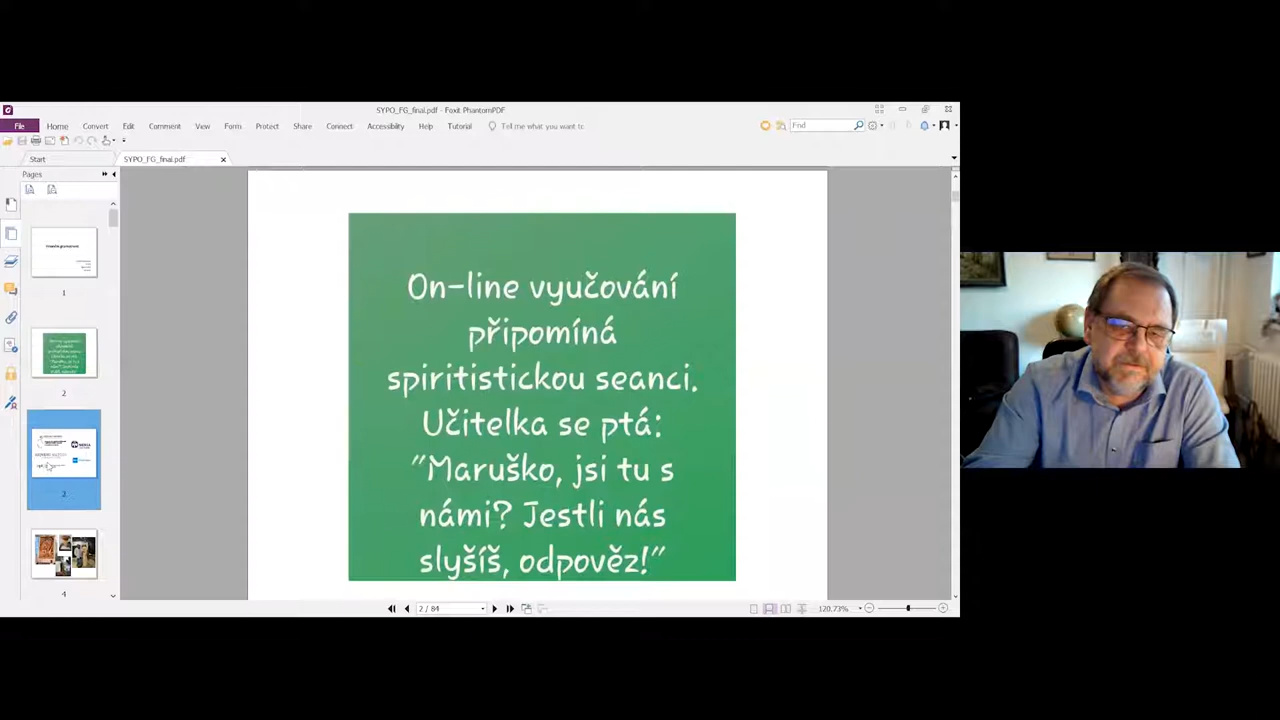 SYPO_FG_final.pdf - Foxit PhantomPDF
File Home Convert Edit Comment View Form Protect Share Connect Accessibility Help Tutorial Tell me what you want to
Find
Start
SYPO_FG_final.pdf
Pages
1
2
3
4
On-line vyučování
připomíná
spiritistickou seanci.
Učitelka se ptá:
"Maruško, jsi tu s
námi? Jestli nás
slyšíš, odpověz!"
2 / 84
120.73%